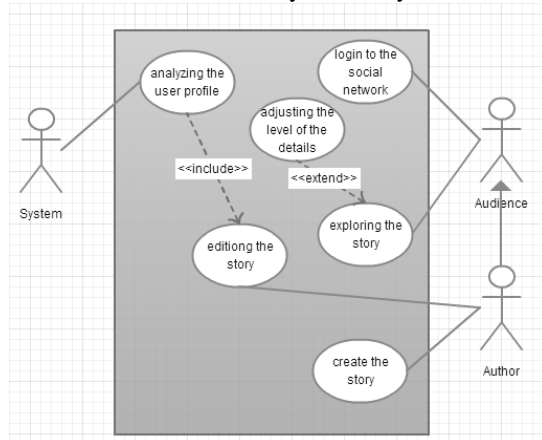 analyzing the
user profile
login to the
social
network
adjusting the
level of the
details
<<include>>
<<extend>>
System
Audience
editiong the
story
exploring the
story
create the
story
Author